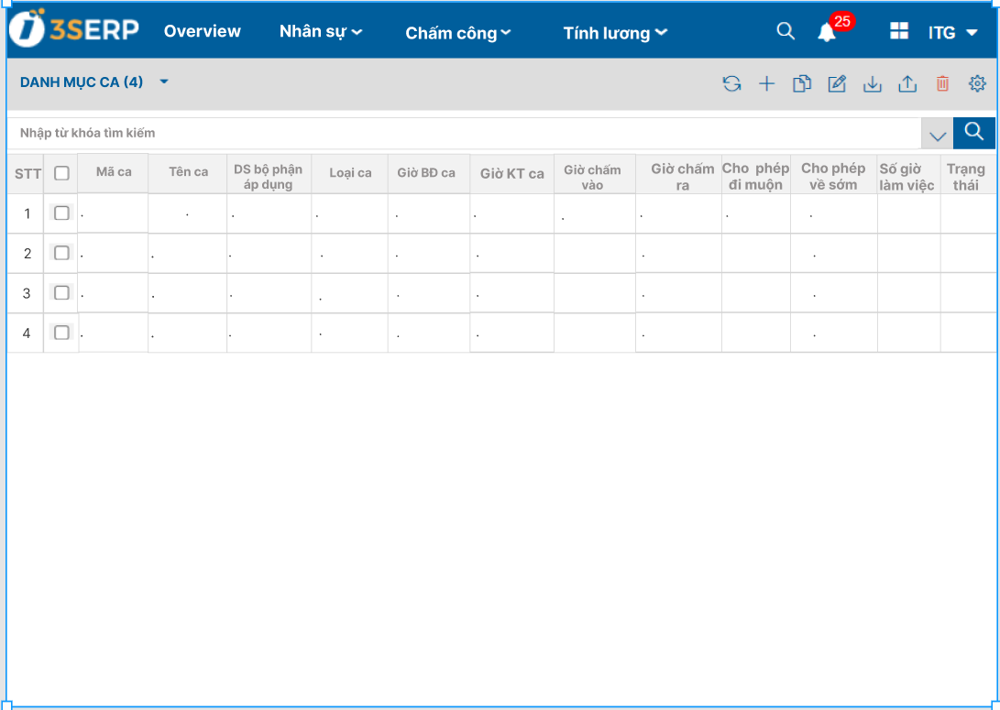 3SERP Overview Nhân sự Chấm công Tính lương 25 ITG
DANH MỤC CA (4)
Nhập từ khóa tìm kiếm
STT Mã ca Tên ca DS bộ phận áp dụng Loại ca Giờ BĐ ca Giờ KT ca Giờ chấm vào Giờ chấm ra Cho phép đi muộn Cho phép về sớm Số giờ làm việc Trạng thái
1 . . . . . . . . . .
2 . . . . . . . .
3 . . . . . . . .
4 . . . . . . . .